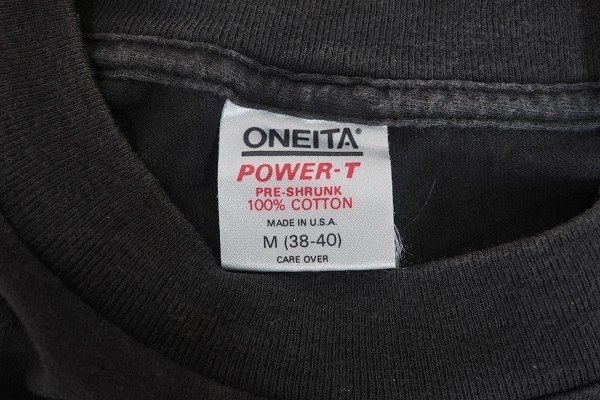 ONEITA®
POWER-T
PRE-SHRUNK
100% COTTON
MADE IN U.S.A.
M (38-40)
CARE OVER